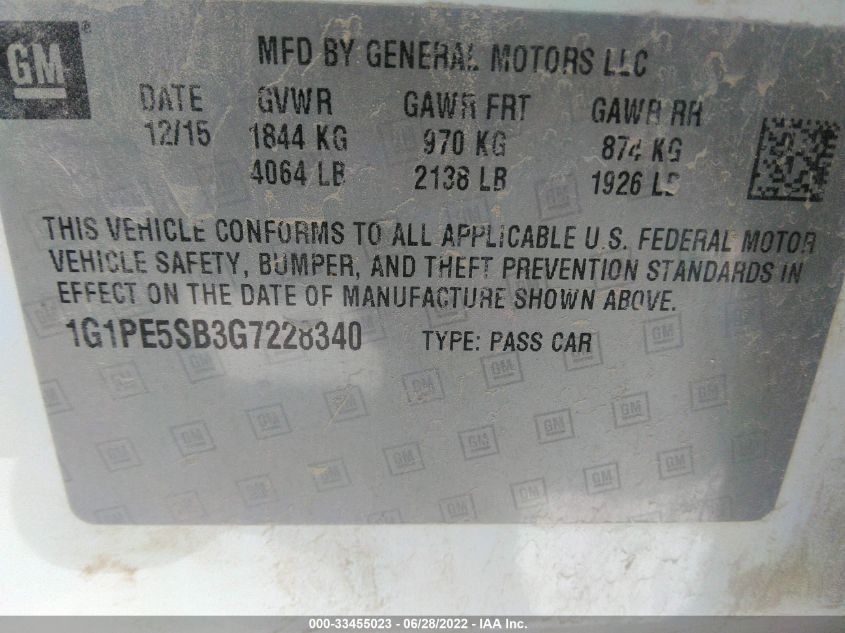 GM
MFD BY GENERAL MOTORS LLC
DATE GVWR GAWR FRT GAWR RH
12/15 1844 KG 970 KG 874 KG
4064 LB 2138 LB 1926 LB
THIS VEHICLE CONFORMS TO ALL APPLICABLE U.S. FEDERAL MOTOR
VEHICLE SAFETY, BUMPER, AND THEFT PREVENTION STANDARDS IN
EFFECT ON THE DATE OF MANUFACTURE SHOWN ABOVE.
1G1PE5SB3G7228340 TYPE: PASS CAR
000-33455023 - 06/28/2022 - IAA Inc.